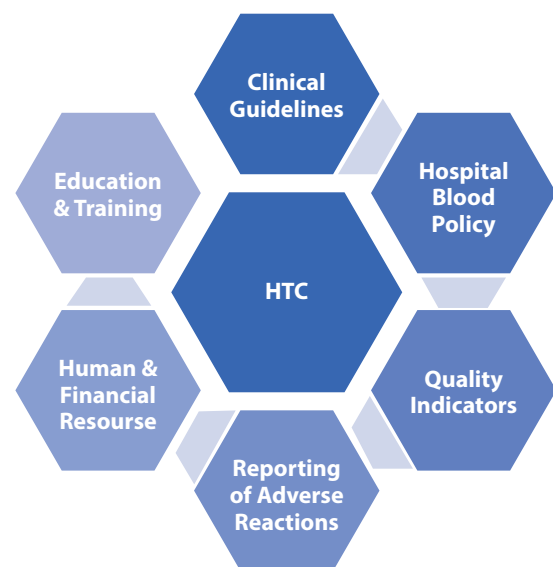 Clinical
Guidelines
Hospital
Blood
Policy
Education
& Training
HTC
Quality
Indicators
Human &
Financial
Resourse
Reporting
of Adverse
Reactions